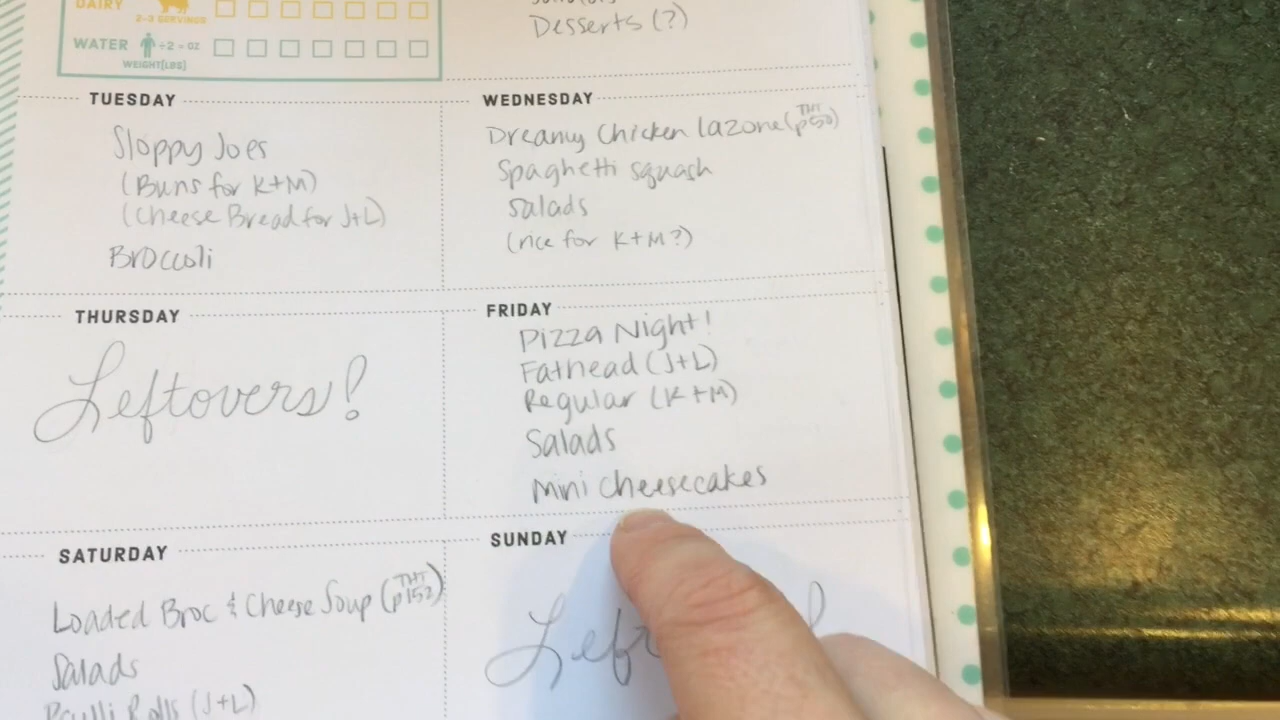 DAIRY
2-3 SERVINGS
WATER ÷2 = OZ
WEIGHT(LBS)
Desserts (?)
TUESDAY
Sloppy Joes
(Buns for K+M)
(Cheese Bread for J+L)
Broccoli
WEDNESDAY
Dreamy Chicken lazone (THT p50)
Spaghetti squash
salads
(rice for K+M?)
THURSDAY
Leftovers!
FRIDAY
Pizza Night!
Fathead (J+L)
Regular (K+M)
Salads
Mini cheesecakes
SATURDAY
Loaded Broc & Cheese Soup (THT p152)
Salads
Rolls (J+L)
SUNDAY